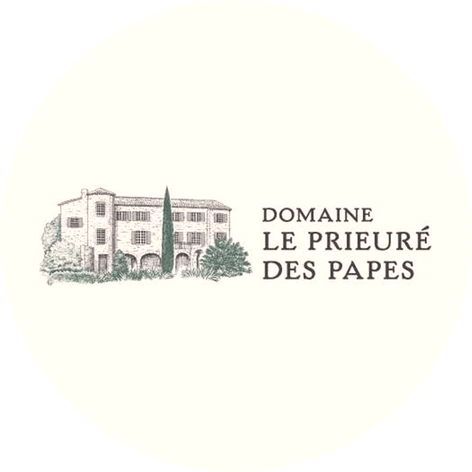 DOMAINE
LE PRIEURÉ
DES PAPES